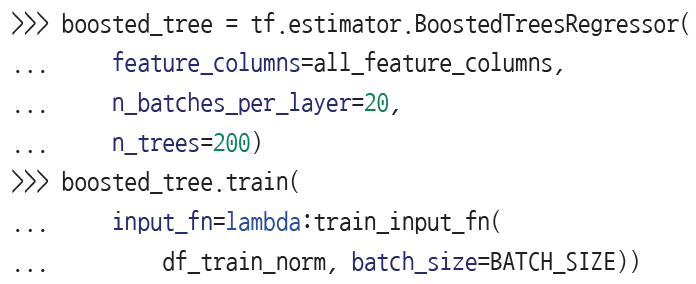 >>> boosted_tree = tf.estimator.BoostedTreesRegressor(
...     feature_columns=all_feature_columns,
...     n_batches_per_layer=20,
...     n_trees=200)
>>> boosted_tree.train(
...     input_fn=lambda:train_input_fn(
...         df_train_norm, batch_size=BATCH_SIZE))